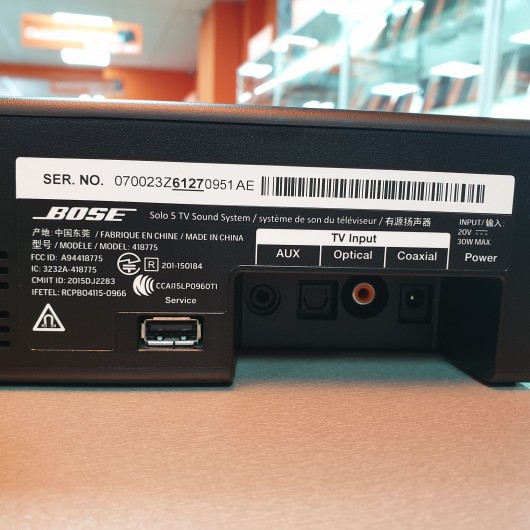 SER. NO. 070023Z61270951AE
BOSE Solo 5 TV Sound System / système de son du téléviseur / 有源扬声器
产地: 中国东莞 / FABRIQUE EN CHINE / MADE IN CHINA
型号 / MODÈLE / MODEL: 418775
FCC ID: A94418775
IC: 3232A-418775
CMIIT ID: 2015DJ2283
IFETEL: RCPBO4115-0966
R 201-150184
CCAI15LP0960T1
Service
TV Input
AUX Optical Coaxial
INPUT/输入:
20V
30W MAX.
Power